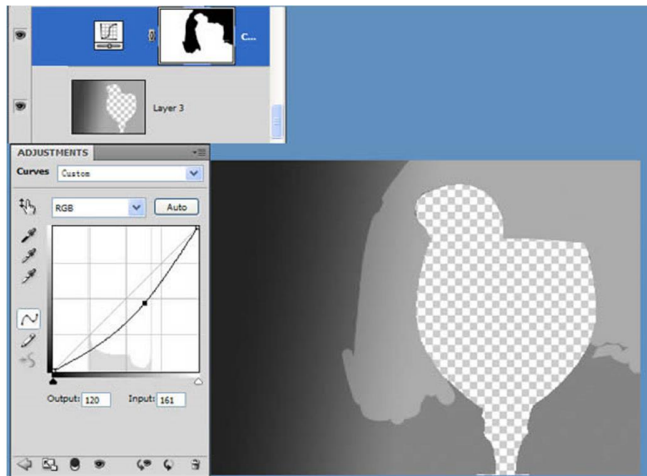 C...
Layer 3
ADJUSTMENTS
Curves Custom
RGB Auto
Output: 120 Input: 161